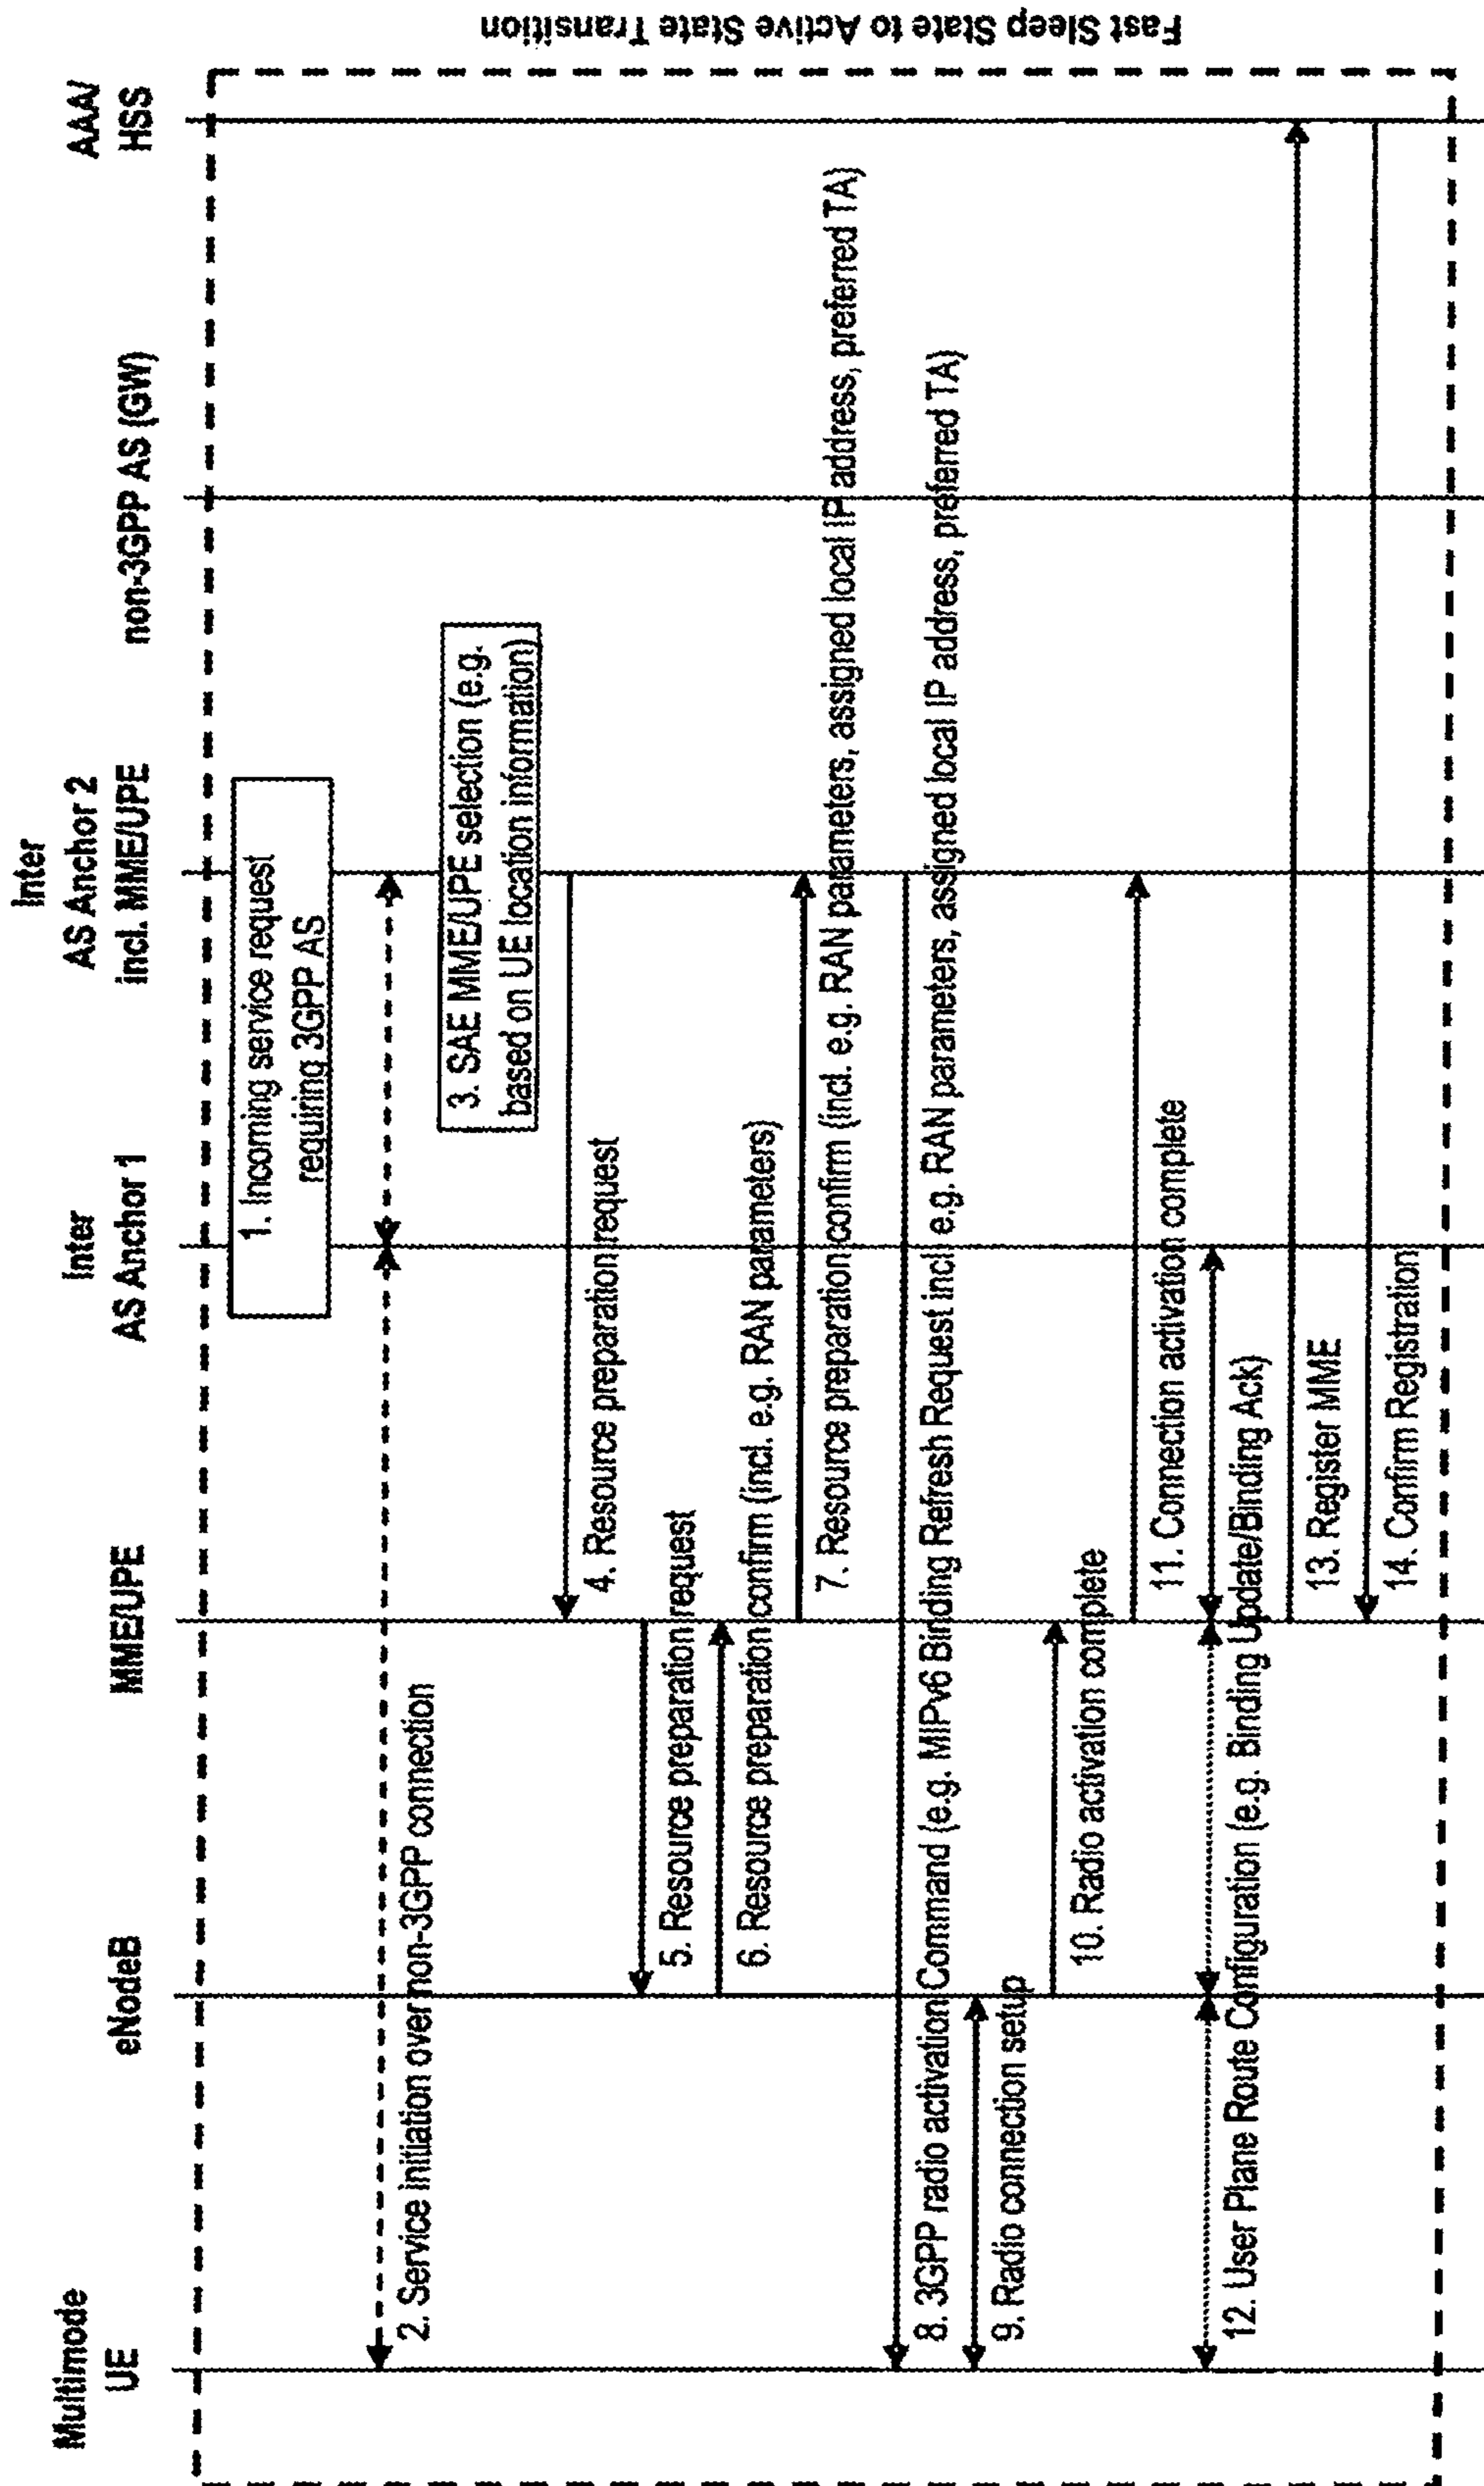 Multimode
UE
eNodeB
MME/UPE
Inter
AS Anchor 1
Inter
AS Anchor 2
incl. MME/UPE
non-3GPP AS (GW)
AAA/
HSS
1. Incoming service request
requiring 3GPP AS
2. Service initiation over non-3GPP connection
3. SAE MME/UPE selection (e.g.
based on UE location information)
4. Resource preparation request
5. Resource preparation request
6. Resource preparation confirm (incl. e.g. RAN parameters)
7. Resource preparation confirm (incl. e.g. RAN parameters, assigned local IP address, preferred TA)
8. 3GPP radio activation Command (e.g. MIPv6 Binding Refresh Request incl. e.g. RAN parameters, assigned local IP address, preferred TA)
9. Radio connection setup
10. Radio activation complete
11. Connection activation complete
12. User Plane Route Configuration (e.g. Binding Update/Binding Ack)
13. Register MME
14. Confirm Registration
Fast Sleep State to Active State Transition